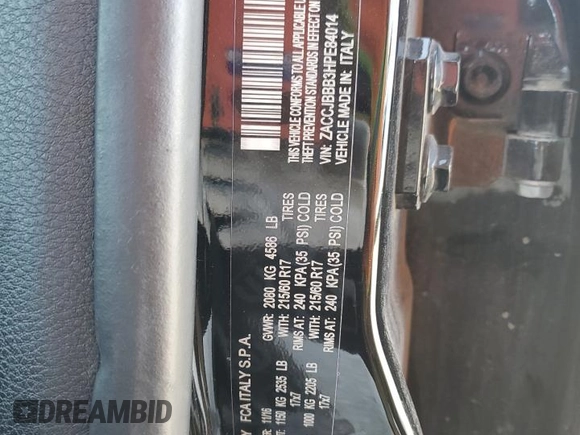 Y FCA ITALY S.P.A.
R: 11/16 GVWR: 2080 KG 4586 LB
T: 1150 KG 2535 LB WITH: 215/60 R17 TIRES
17x7 RIMS AT: 240 KPA(35 PSI) COLD
1000 KG 2205 LB WITH: 215/60 R17 TIRES
17x7 RIMS AT: 240 KPA(35 PSI) COLD
THIS VEHICLE CONFORMS TO ALL APPLICABLE
THEFT PREVENTION STANDARDS IN EFFECT ON
VIN: ZACCJBBB3HPE84014
VEHICLE MADE IN: ITALY
DREAMBID